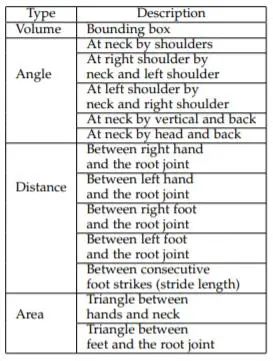 Type Description
Volume Bounding box
At neck by shoulders
At right shoulder by
Angle neck and left shoulder
At left shoulder by
neck and right shoulder
At neck by vertical and back
At neck by head and back
Between right hand
and the root joint
Distance Between left hand
and the root joint
Between right foot
and the root joint
Between left foot
and the root joint
Between consecutive
foot strikes (stride length)
Triangle between
Area hands and neck
Triangle between
feet and the root joint